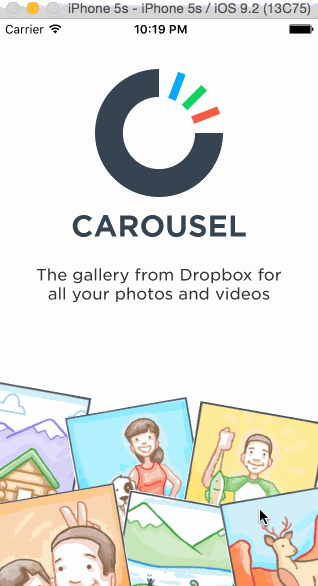 iPhone 5s - iPhone 5s / iOS 9.2 (13C75)
Carrier 10:19 PM
CAROUSEL
The gallery from Dropbox for
all your photos and videos